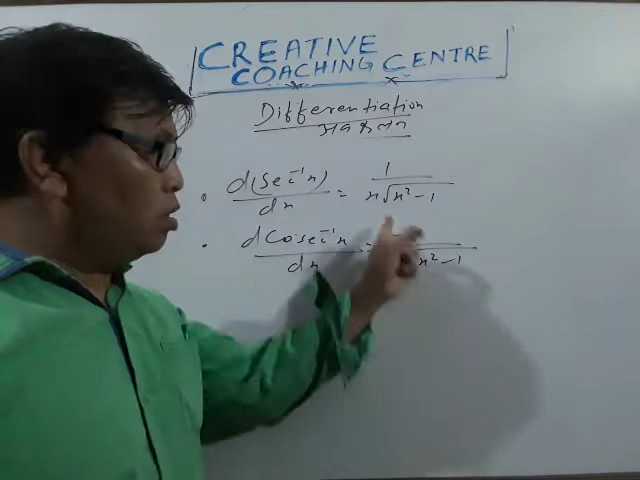 CREATIVE
COACHING CENTRE
Differentiation
अवकलन
d(Sec⁻¹x)/dx = 1/x√x²-1
d Cosec⁻¹x/dx = x²-1